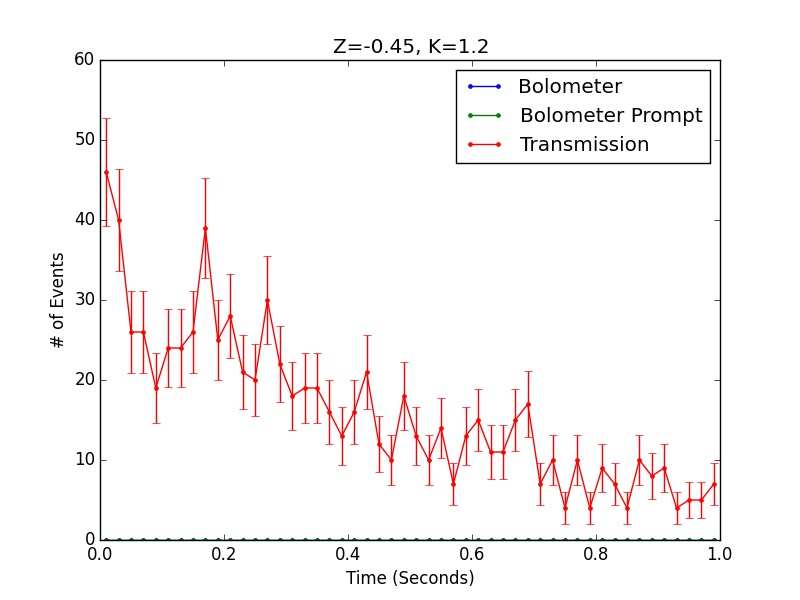 Z=-0.45, K=1.2
Bolometer
Bolometer Prompt
Transmission
60
50
40
30
20
10
0
# of Events
0.0 0.2 0.4 0.6 0.8 1.0
Time (Seconds)